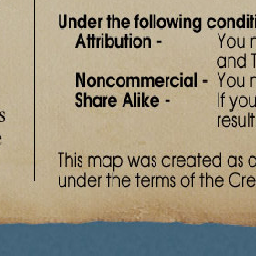 Under the following conditi
Attribution - You m
and T
Noncommercial - You m
Share Alike - If you
result
s
e
This map was created as a
under the terms of the Cre